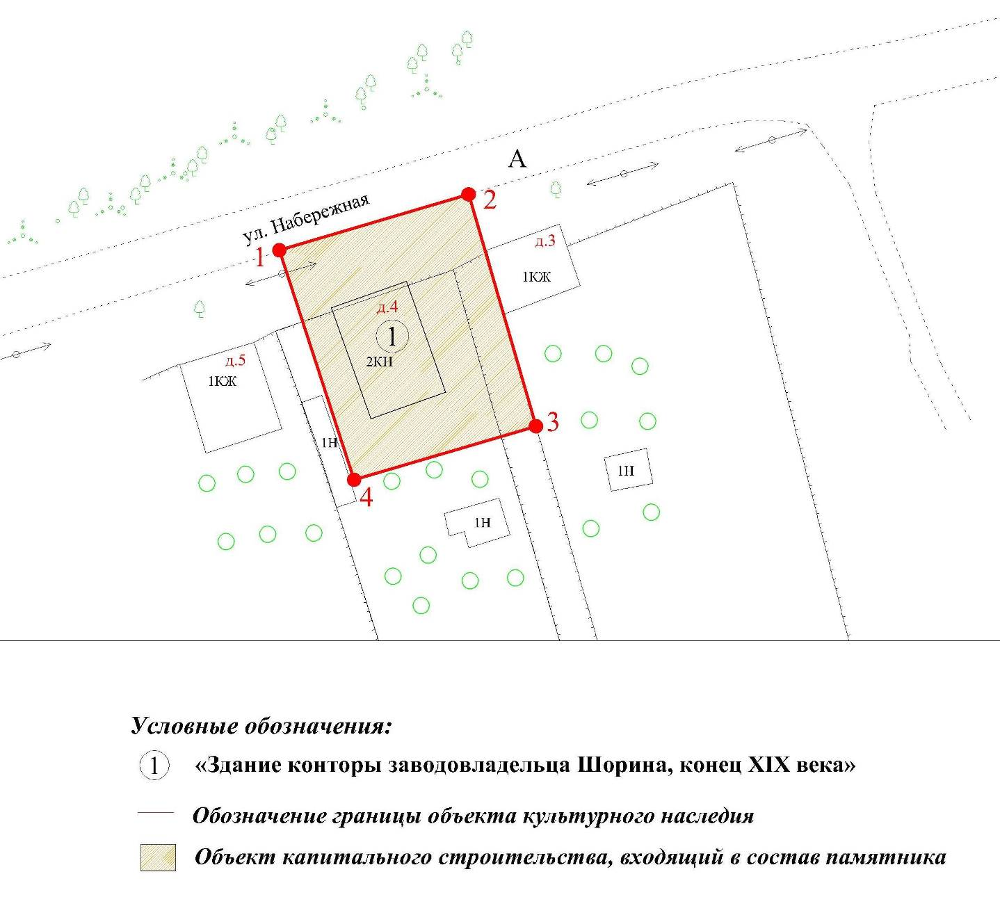 А
ул. Набережная
2
1
д.3
1КЖ
д.4
1
2КН
д.5
1КЖ
3
1Н
1Н
4
1Н
Условные обозначения:
1 «Здание конторы заводовладельца Шорина, конец XIX века»
Обозначение границы объекта культурного наследия
Объект капитального строительства, входящий в состав памятника